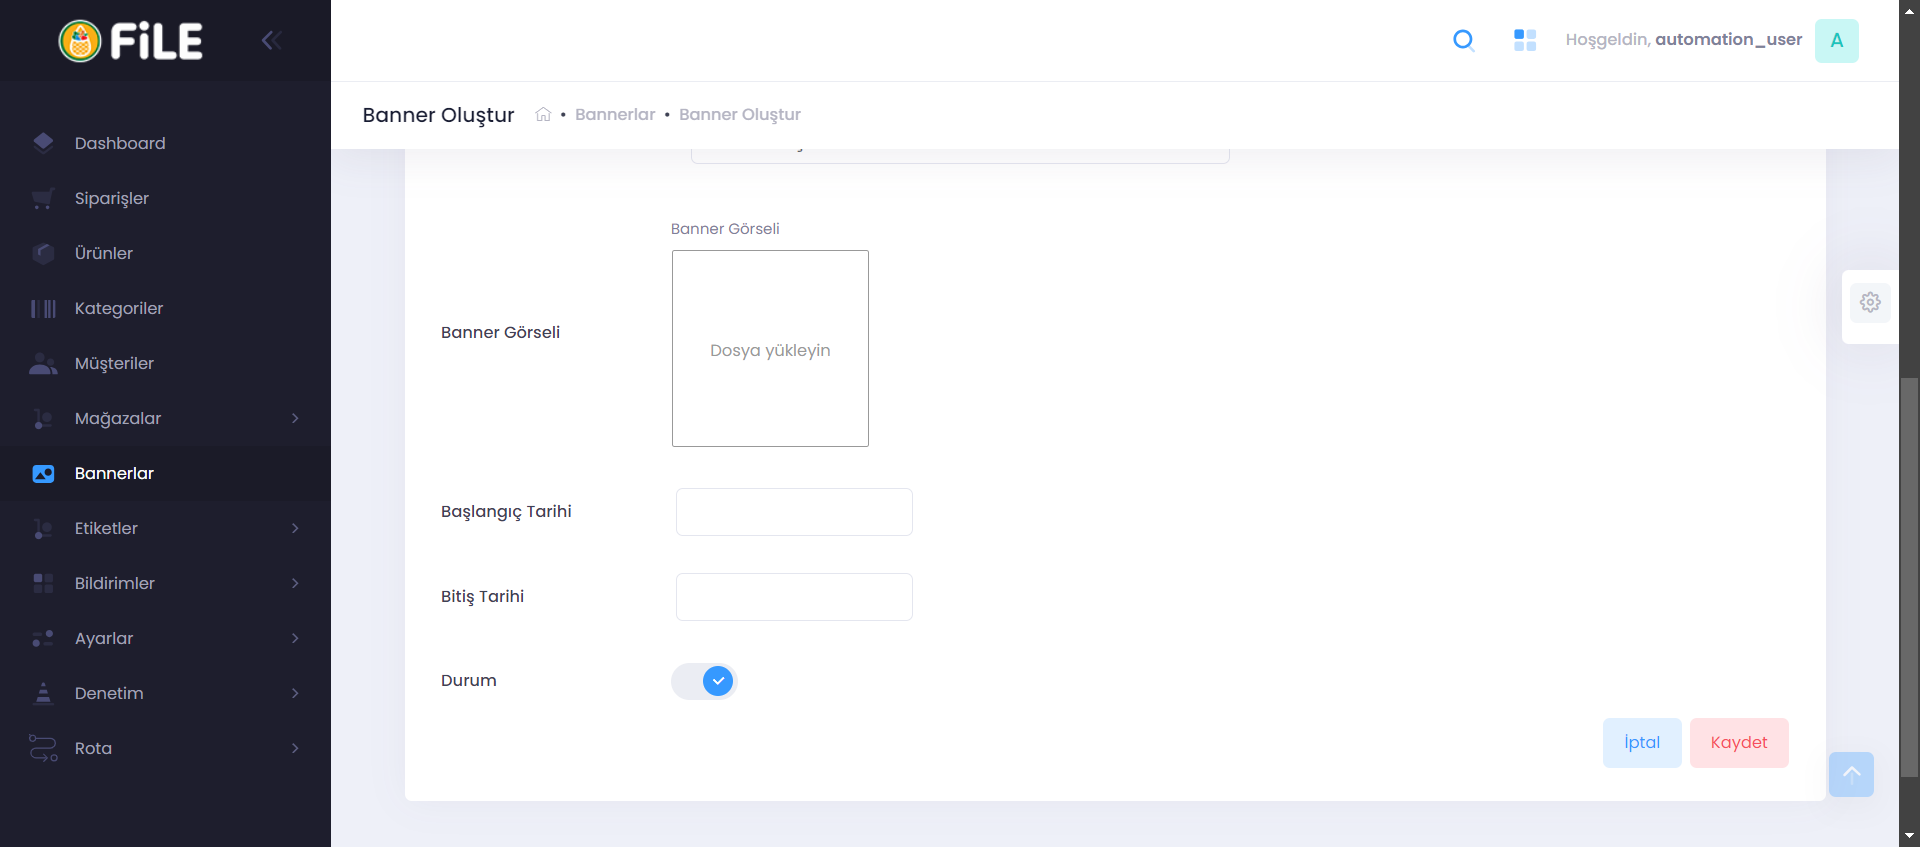 FiLE
Hoşgeldin, automation_user
A
Banner Oluştur
Bannerlar • Banner Oluştur
Dashboard
Siparişler
Ürünler
Kategoriler
Müşteriler
Mağazalar
Bannerlar
Etiketler
Bildirimler
Ayarlar
Denetim
Rota
Banner Görseli
Banner Görseli
Dosya yükleyin
Başlangıç Tarihi
Bitiş Tarihi
Durum
İptal
Kaydet